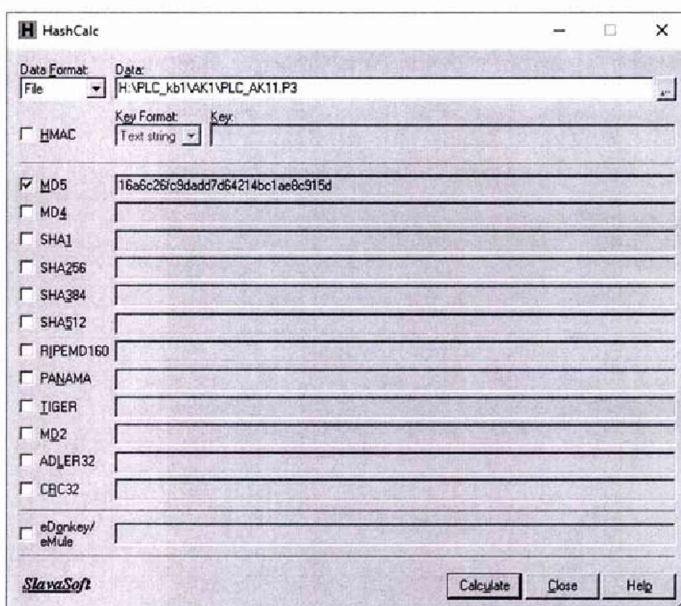 HashCalc
Data Format: Data:
File H:\PLC_kb1\AK1\PLC_AK11.P3 ...
Key Format: Key:
HMAC Text string
MD5 16a6c26fc9dadd7d64214bc1ae8c915d
MD4
SHA1
SHA256
SHA384
SHA512
RIPEMD160
PANAMA
TIGER
MD2
ADLER32
CRC32
eDonkey/
eMule
SlavaSoft Calculate Close Help